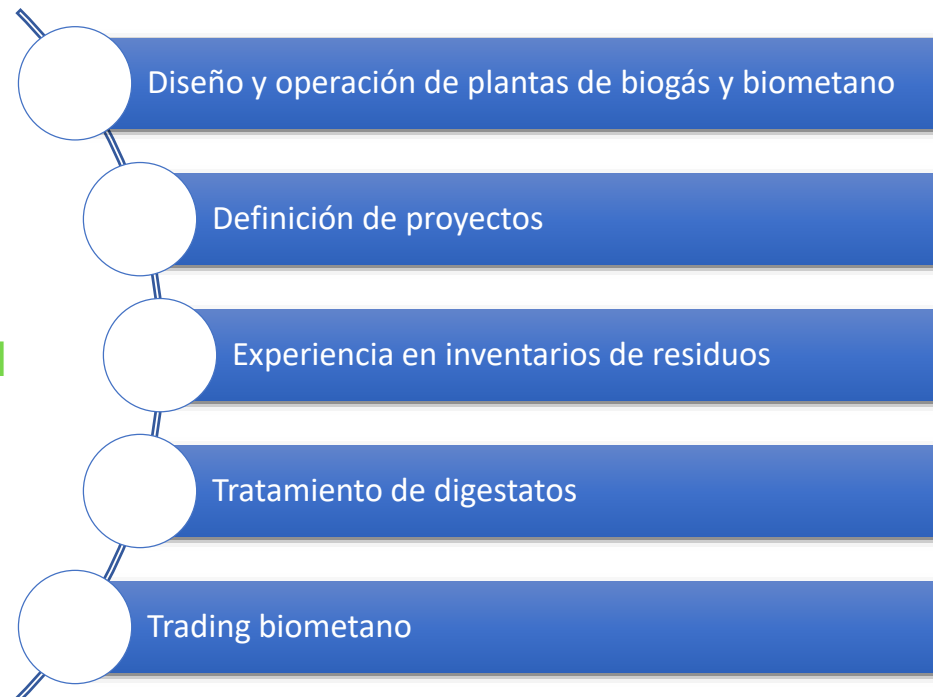 Diseño y operación de plantas de biogás y biometano
Definición de proyectos
Experiencia en inventarios de residuos
Tratamiento de digestatos
Trading biometano